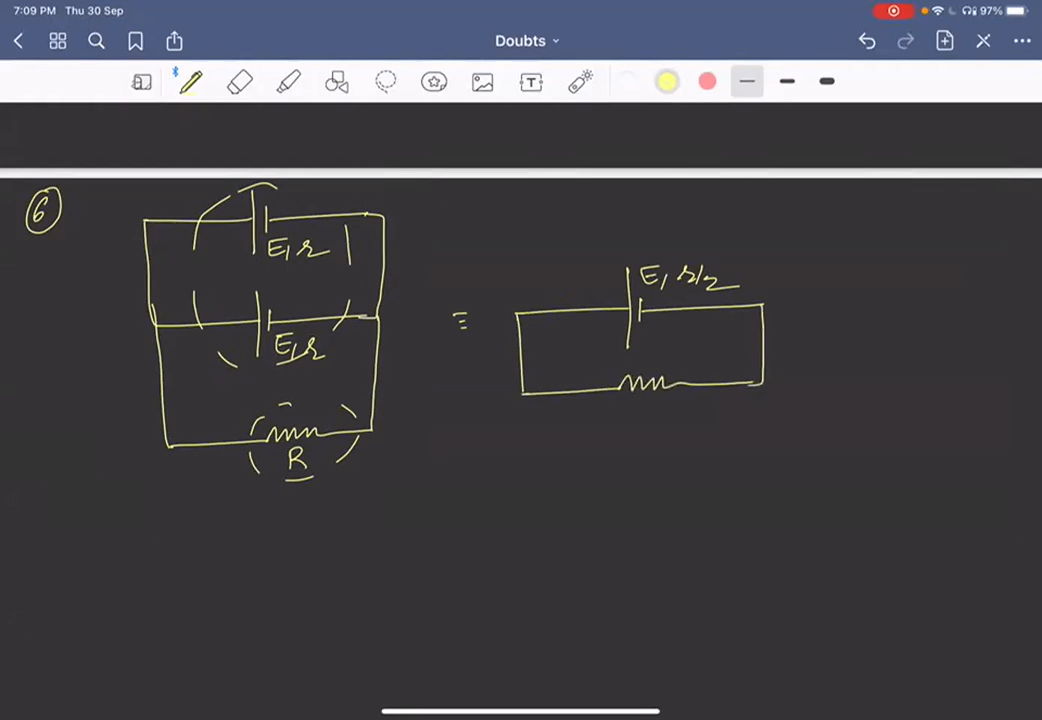 7:09 PM Thu 30 Sep
97%
Doubts
T
6
E, r
E, r/2
E, r
≡
R